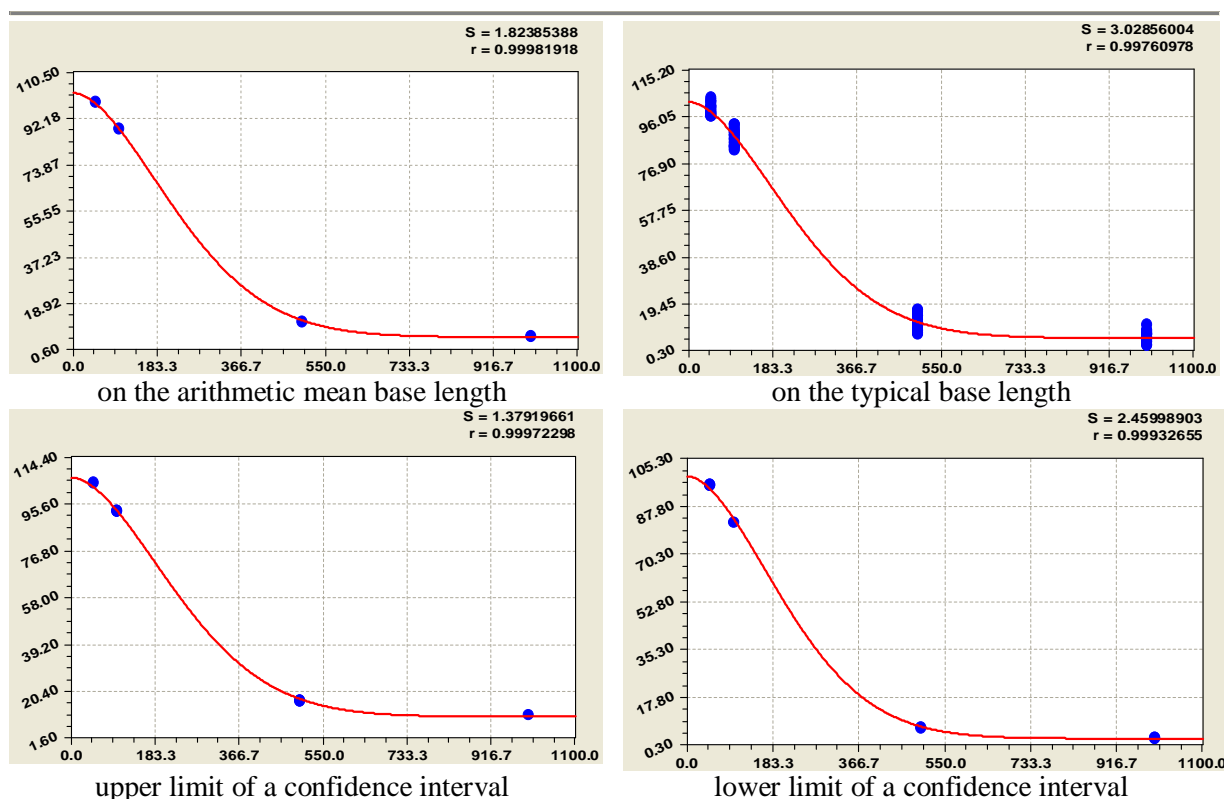 S = 1.82385388
r = 0.99981918
110.50
92.18
73.87
55.55
37.23
18.92
0.60
0.0 183.3 366.7 550.0 733.3 916.7 1100.0
on the arithmetic mean base length
S = 3.02856004
r = 0.99760978
115.20
96.05
76.90
57.75
38.60
19.45
0.30
0.0 183.3 366.7 550.0 733.3 916.7 1100.0
on the typical base length
S = 1.37919661
r = 0.99972298
114.40
95.60
76.80
58.00
39.20
20.40
1.60
0.0 183.3 366.7 550.0 733.3 916.7 1100.0
upper limit of a confidence interval
S = 2.45998903
r = 0.99932655
105.30
87.80
70.30
52.80
35.30
17.80
0.30
0.0 183.3 366.7 550.0 733.3 916.7 1100.0
lower limit of a confidence interval